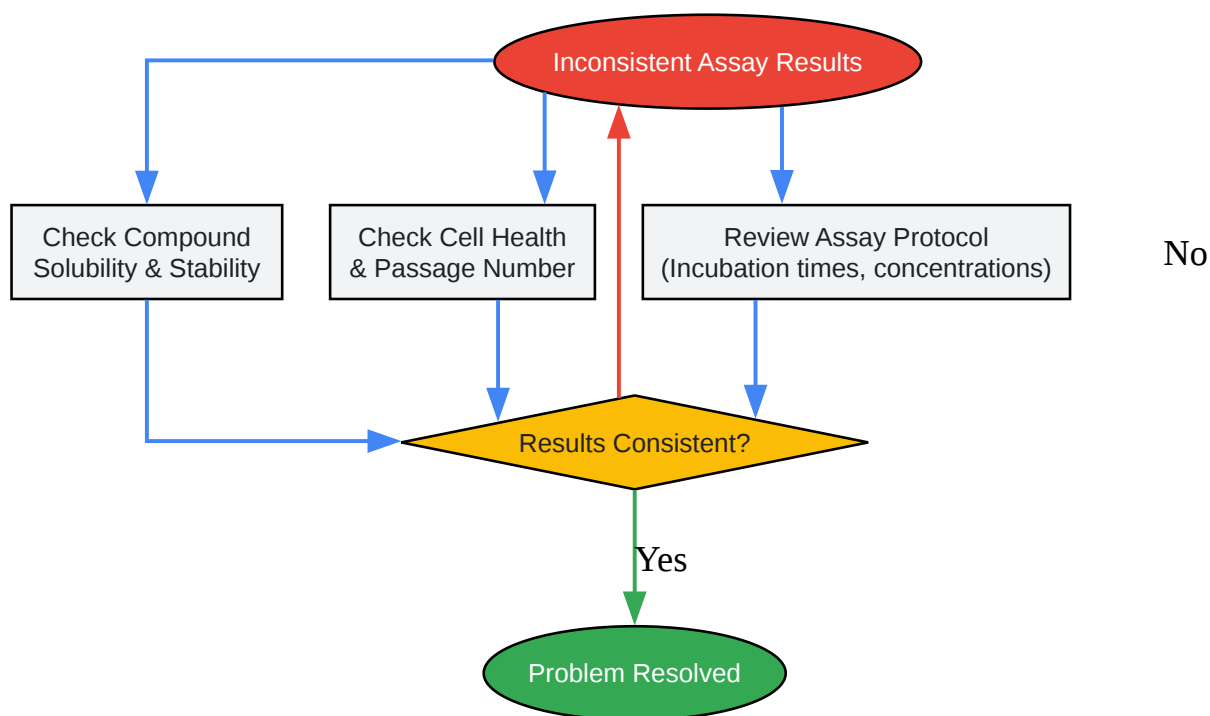 Inconsistent Assay Results
Check Compound
Solubility & Stability
Check Cell Health
& Passage Number
Review Assay Protocol
(Incubation times, concentrations)
No
Results Consistent?
Yes
Problem Resolved